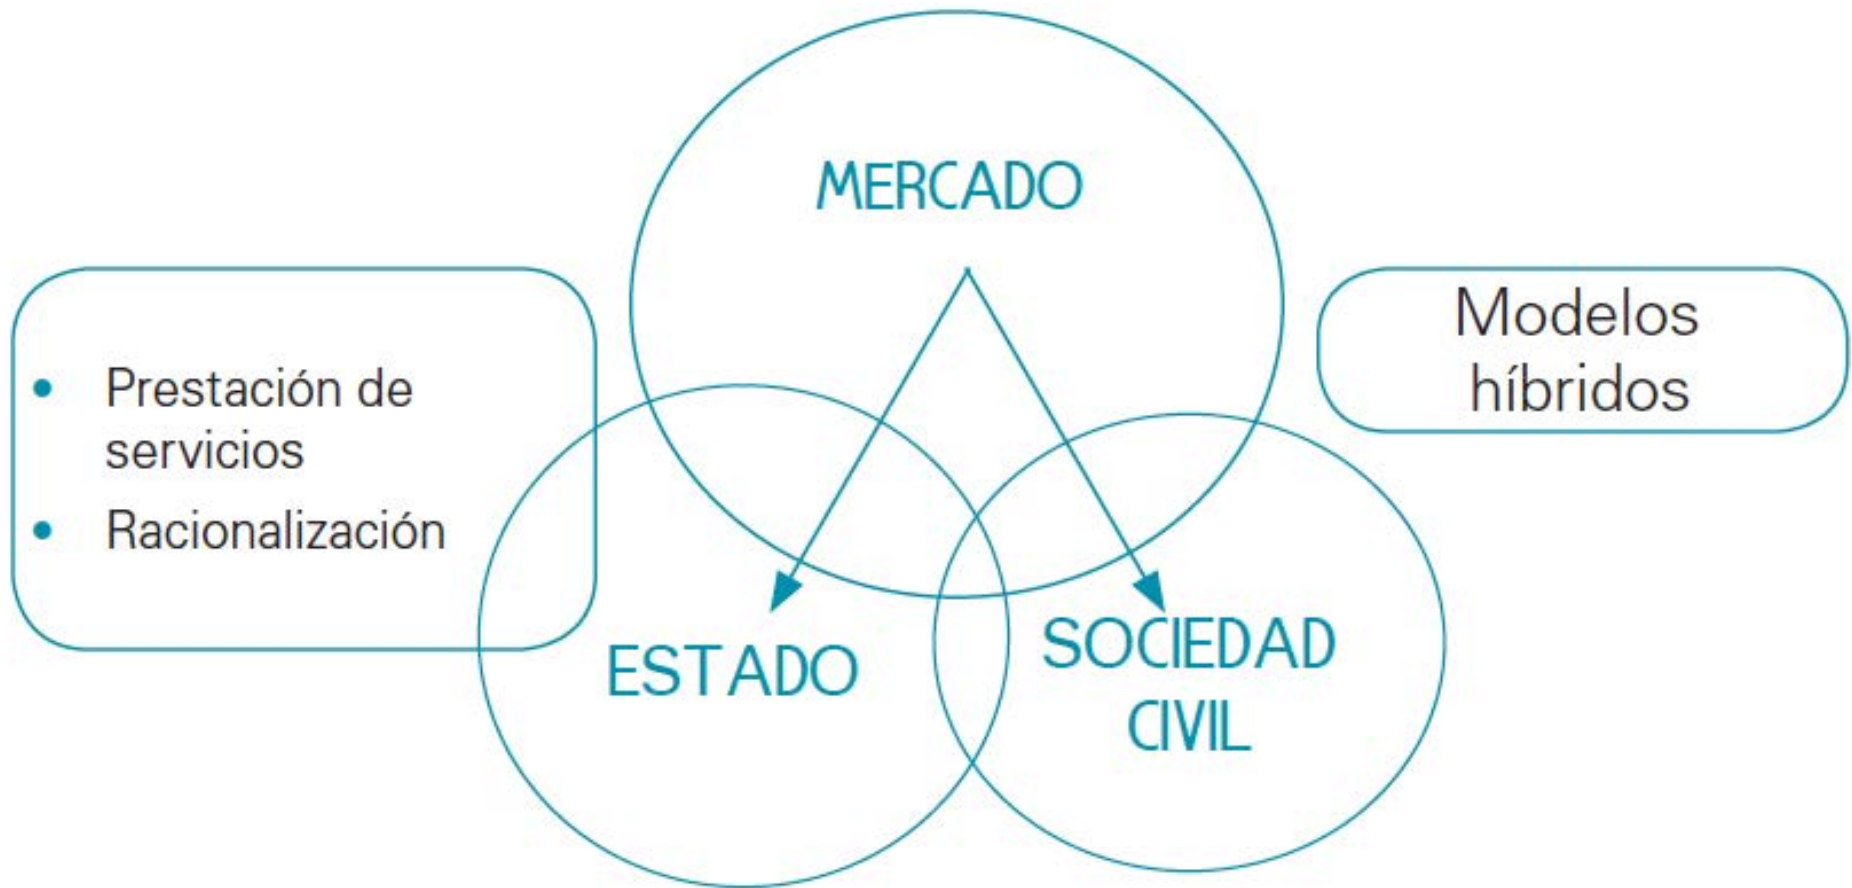 MERCADO
• Prestación de
servicios
• Racionalización
Modelos
híbridos
ESTADO
SOCIEDAD
CIVIL